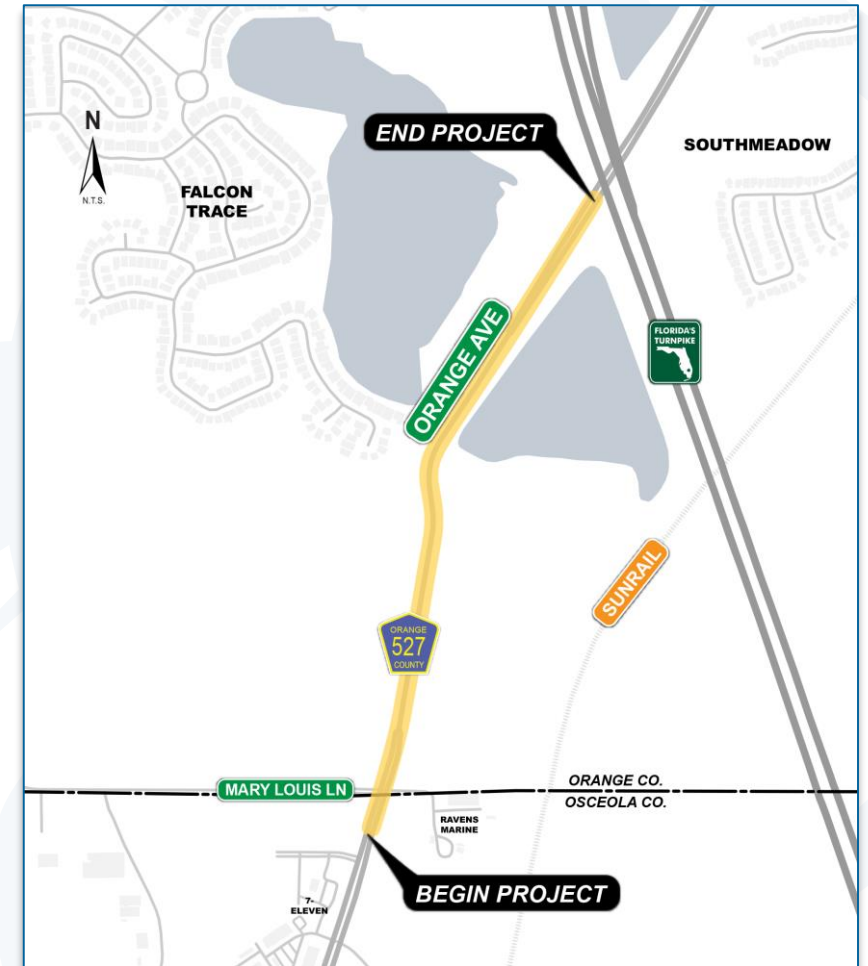 END PROJECT
N
N.T.S.
SOUTHMEADOW
FALCON
TRACE
ORANGE AVE
FLORIDA'S
TURNPIKE
SUNRAIL
ORANGE
527
COUNTY
ORANGE CO.
MARY LOUIS LN
OSCEOLA CO.
RAVENS
MARINE
BEGIN PROJECT
7-
ELEVEN